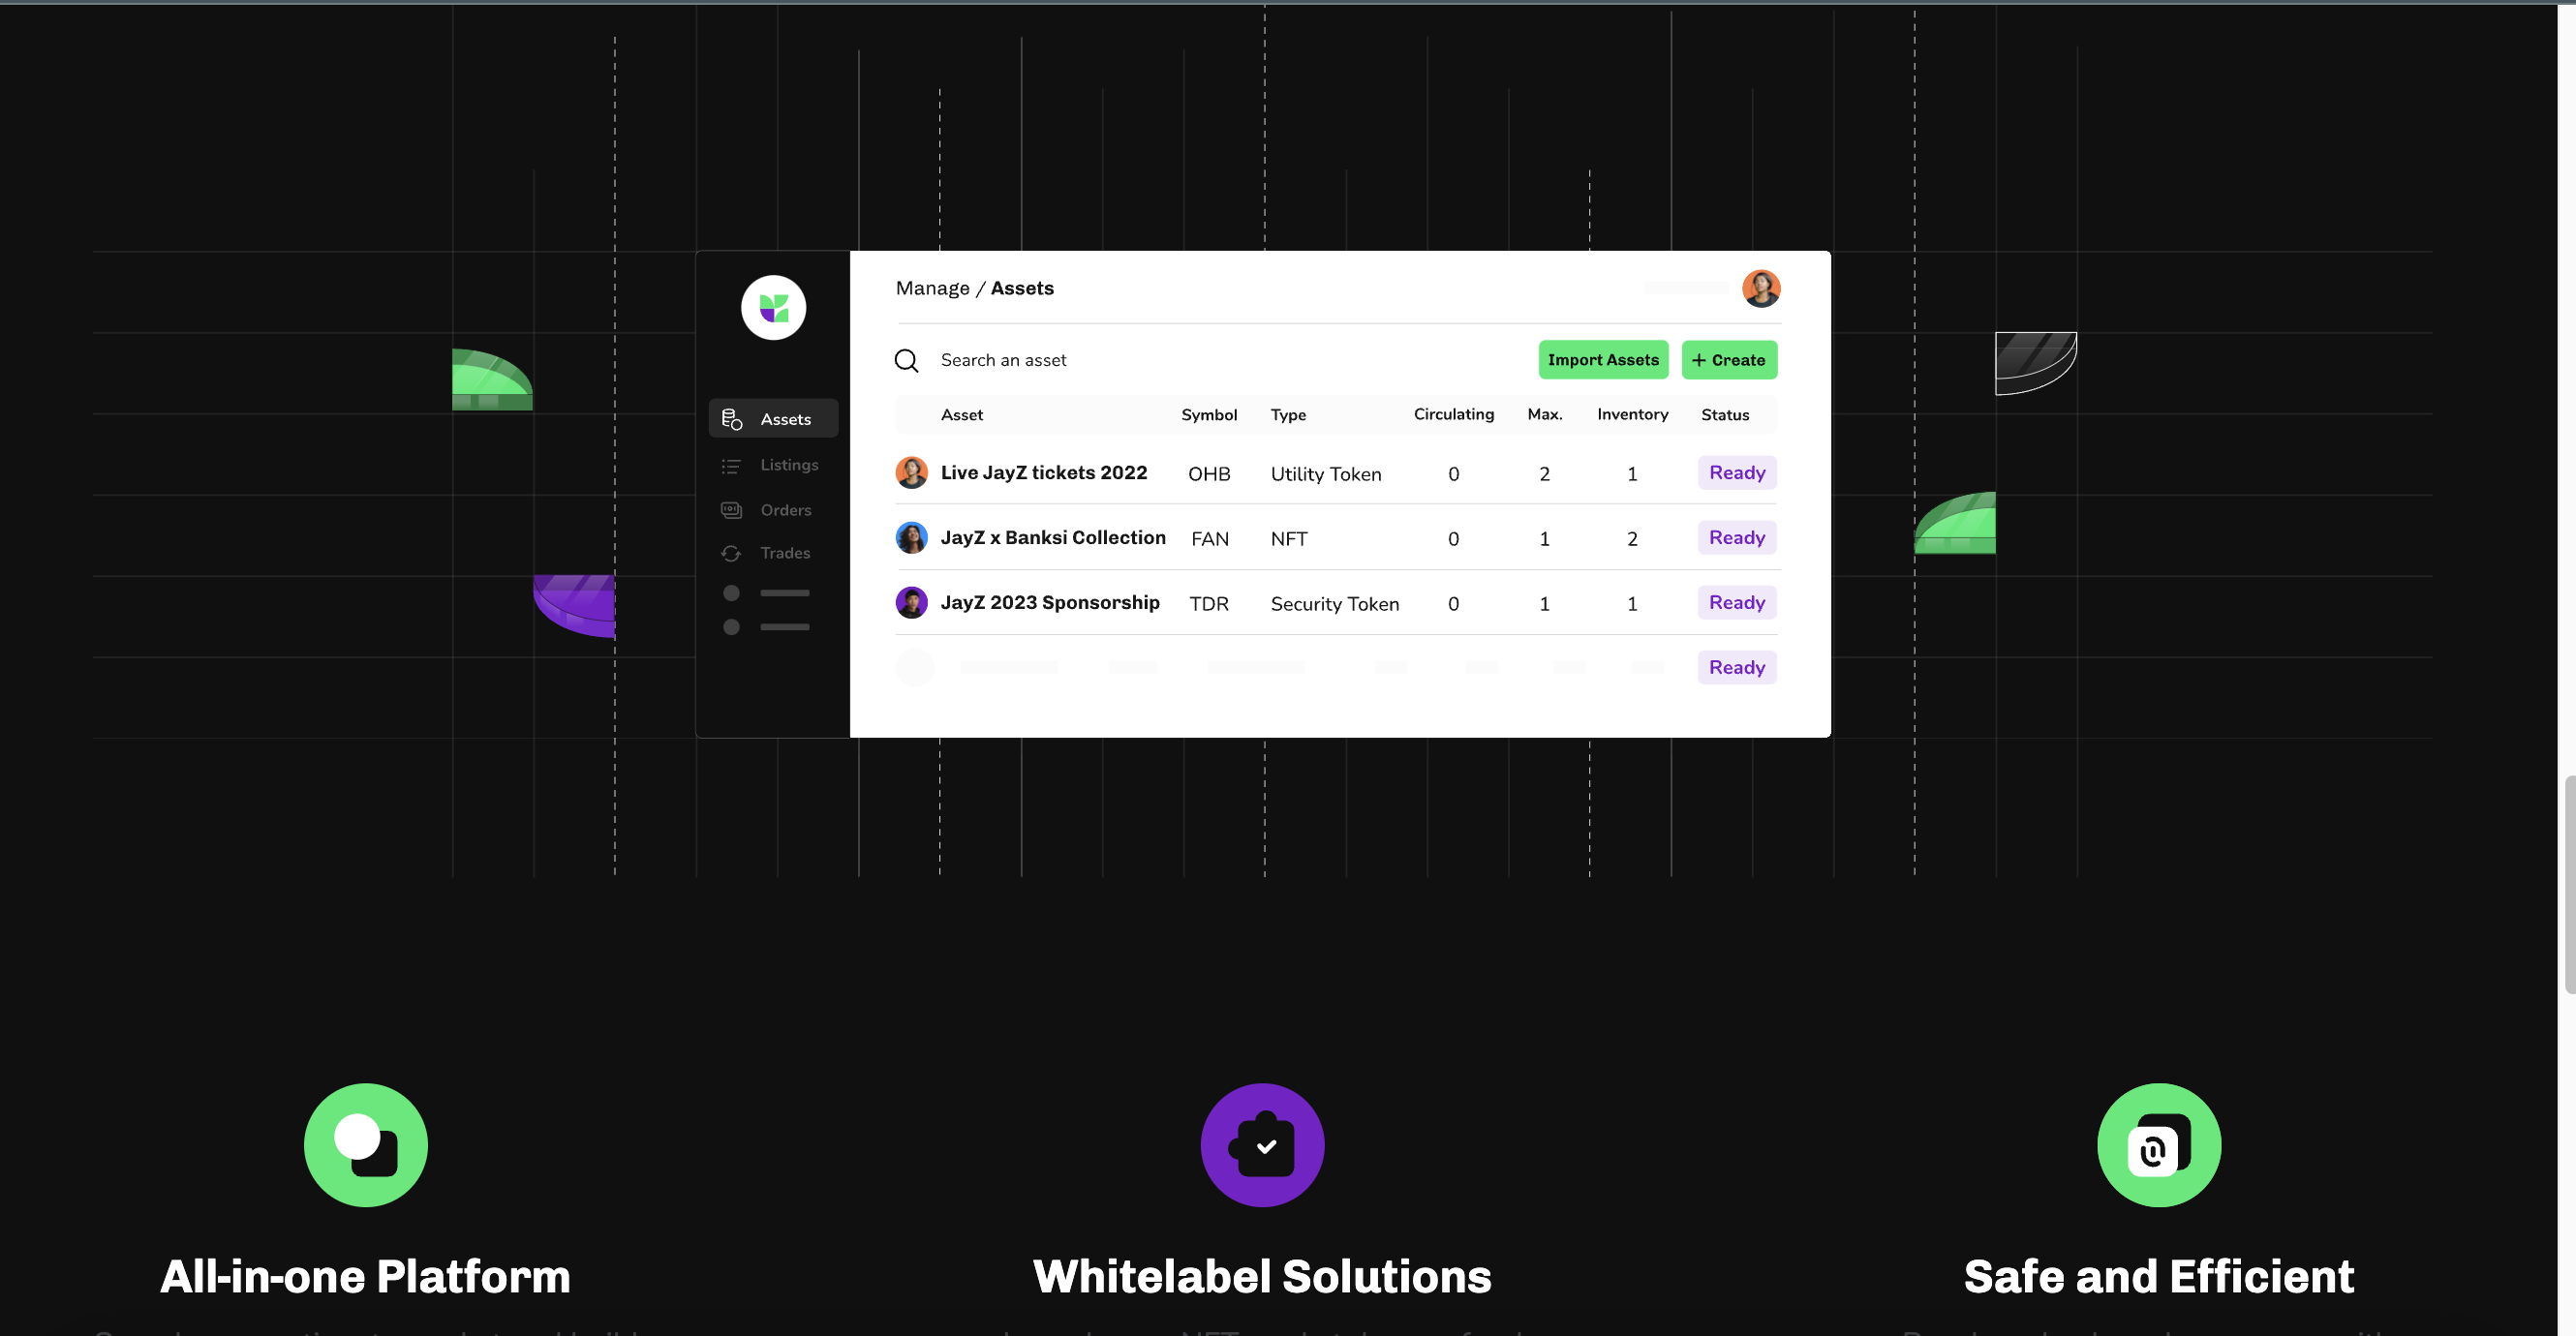 Manage / Assets
Search an asset
Import Assets
+ Create
Assets
Listings
Orders
Trades
Asset Symbol Type Circulating Max. Inventory Status
Live JayZ tickets 2022 OHB Utility Token 0 2 1 Ready
JayZ x Banksi Collection FAN NFT 0 1 2 Ready
JayZ 2023 Sponsorship TDR Security Token 0 1 1 Ready
Ready
All-in-one Platform
Whitelabel Solutions
Safe and Efficient